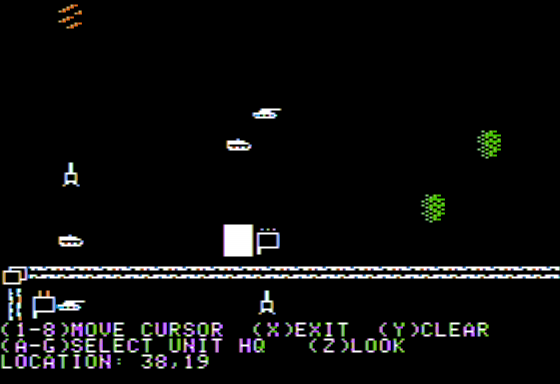 (1-8)MOVE CURSOR (X)EXIT (Y)CLEAR
(A-G)SELECT UNIT HQ (Z)LOOK
LOCATION: 38,19